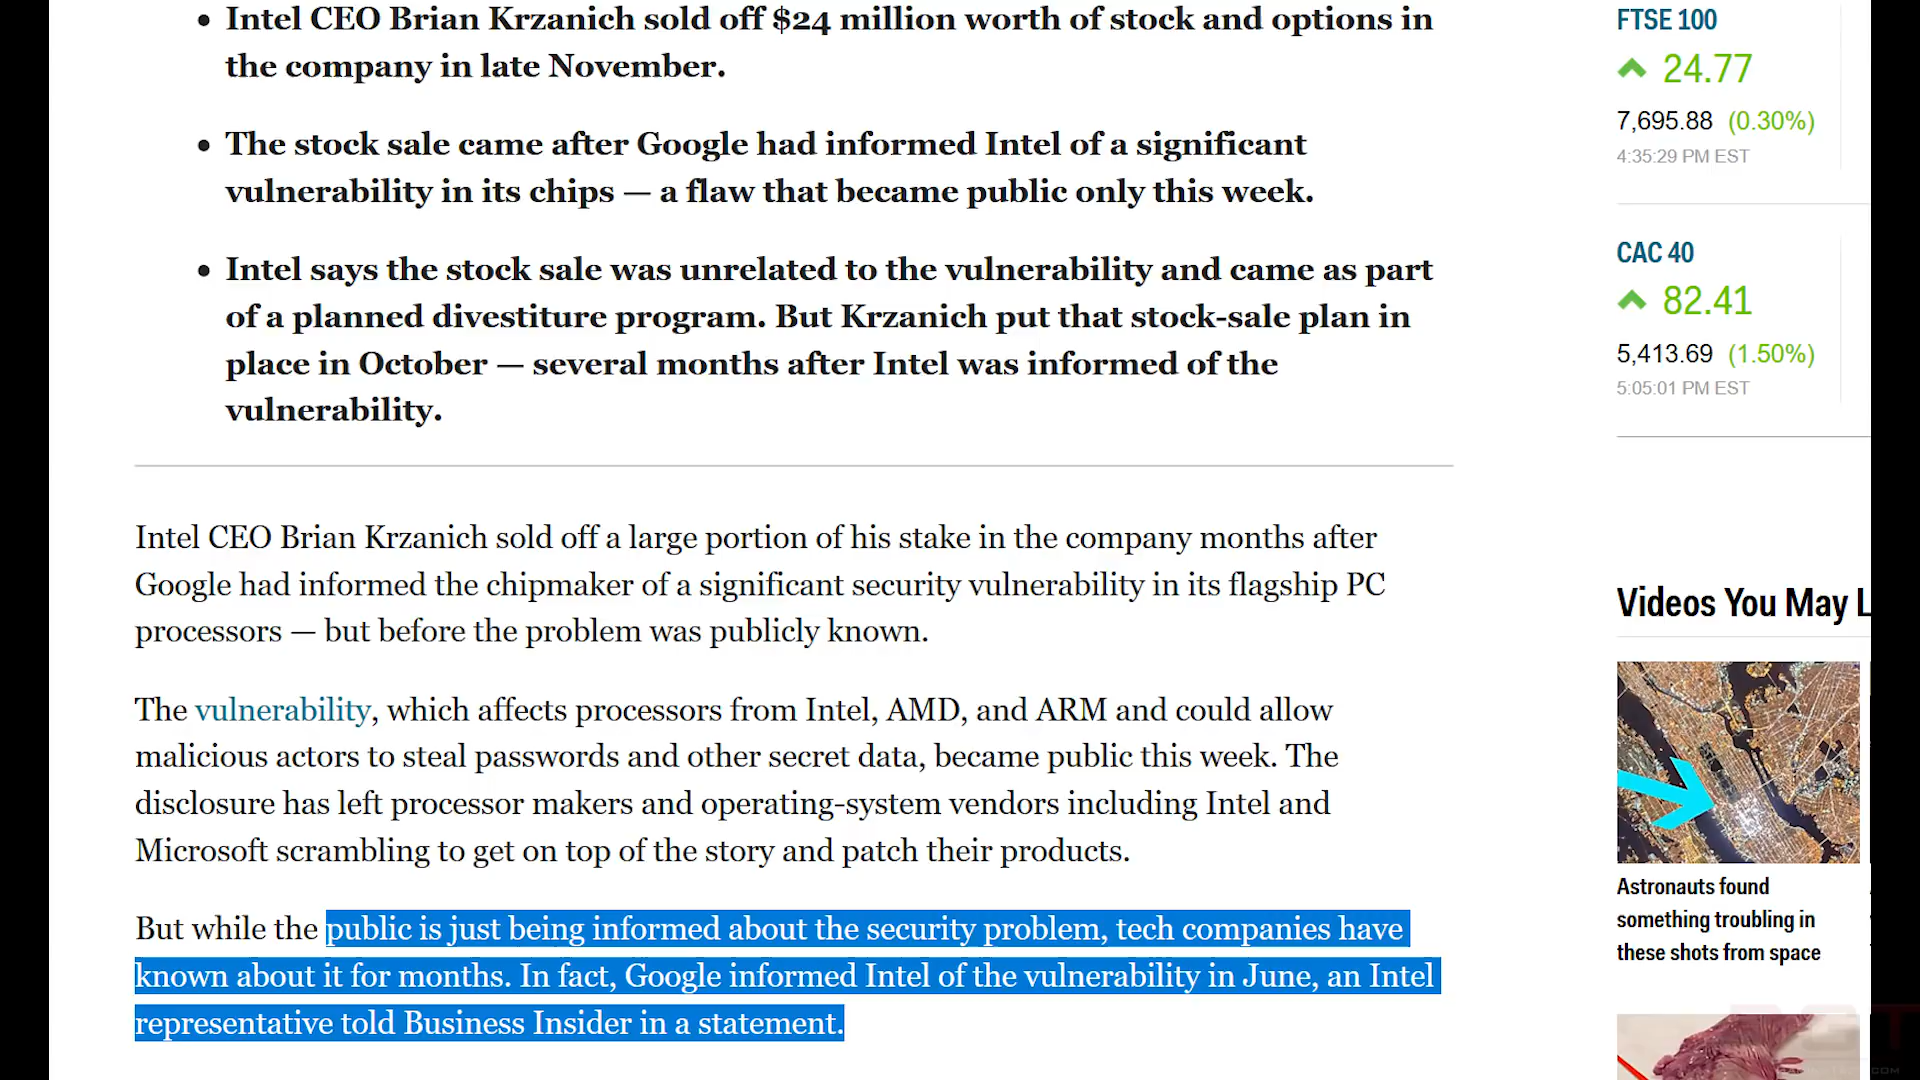 Intel CEO Brian Krzanich sold off $24 million worth of stock and options in
the company in late November.
The stock sale came after Google had informed Intel of a significant
vulnerability in its chips — a flaw that became public only this week.
Intel says the stock sale was unrelated to the vulnerability and came as part
of a planned divestiture program. But Krzanich put that stock-sale plan in
place in October — several months after Intel was informed of the
vulnerability.
Intel CEO Brian Krzanich sold off a large portion of his stake in the company months after
Google had informed the chipmaker of a significant security vulnerability in its flagship PC
processors — but before the problem was publicly known.
The vulnerability, which affects processors from Intel, AMD, and ARM and could allow
malicious actors to steal passwords and other secret data, became public this week. The
disclosure has left processor makers and operating-system vendors including Intel and
Microsoft scrambling to get on top of the story and patch their products.
But while the public is just being informed about the security problem, tech companies have
known about it for months. In fact, Google informed Intel of the vulnerability in June, an Intel
representative told Business Insider in a statement.
FTSE 100
24.77
7,695.88 (0.30%)
4:35:29 PM EST
CAC 40
82.41
5,413.69 (1.50%)
5:05:01 PM EST
Videos You May L
Astronauts found
something troubling in
these shots from space